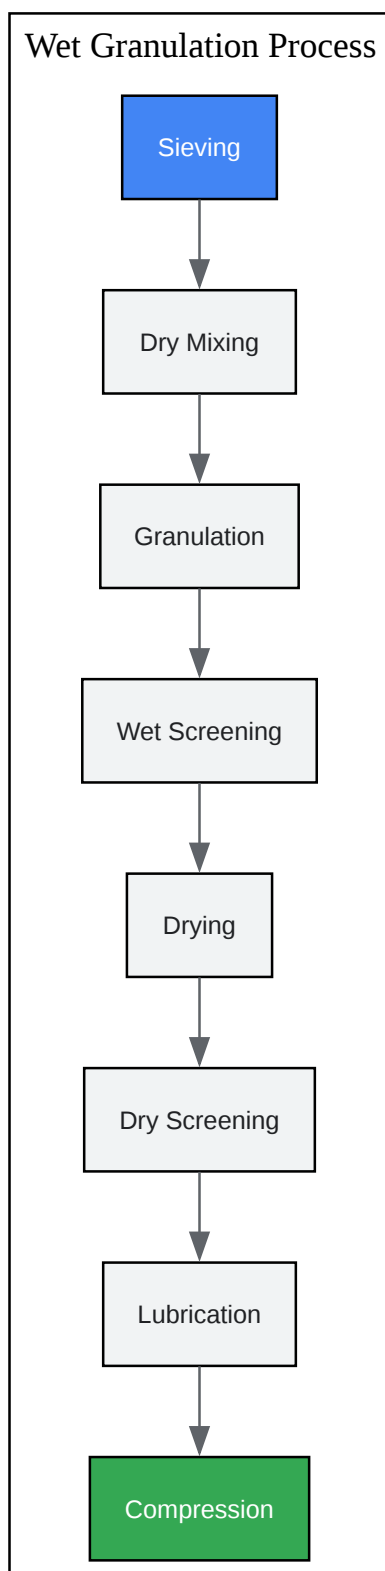 Wet Granulation Process
Sieving
Dry Mixing
Granulation
Wet Screening
Drying
Dry Screening
Lubrication
Compression